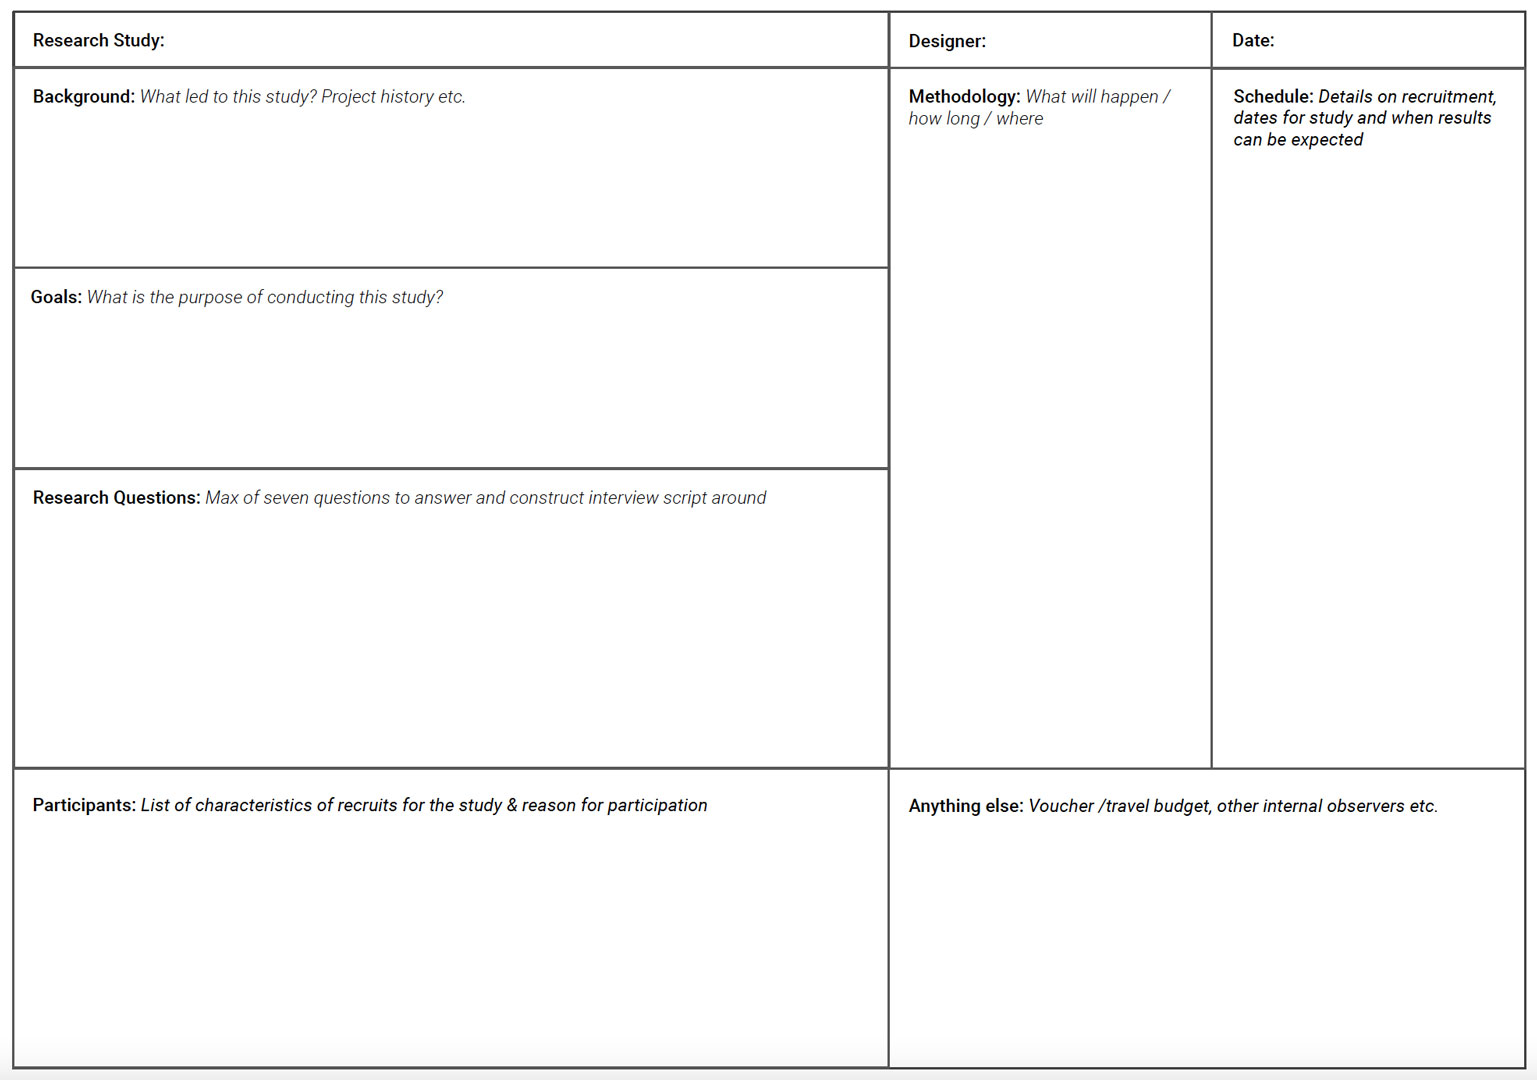 Research Study:
Designer:
Date:
Background: What led to this study? Project history etc.
Methodology: What will happen /
how long / where
Schedule: Details on recruitment,
dates for study and when results
can be expected
Goals: What is the purpose of conducting this study?
Research Questions: Max of seven questions to answer and construct interview script around
Participants: List of characteristics of recruits for the study & reason for participation
Anything else: Voucher /travel budget, other internal observers etc.